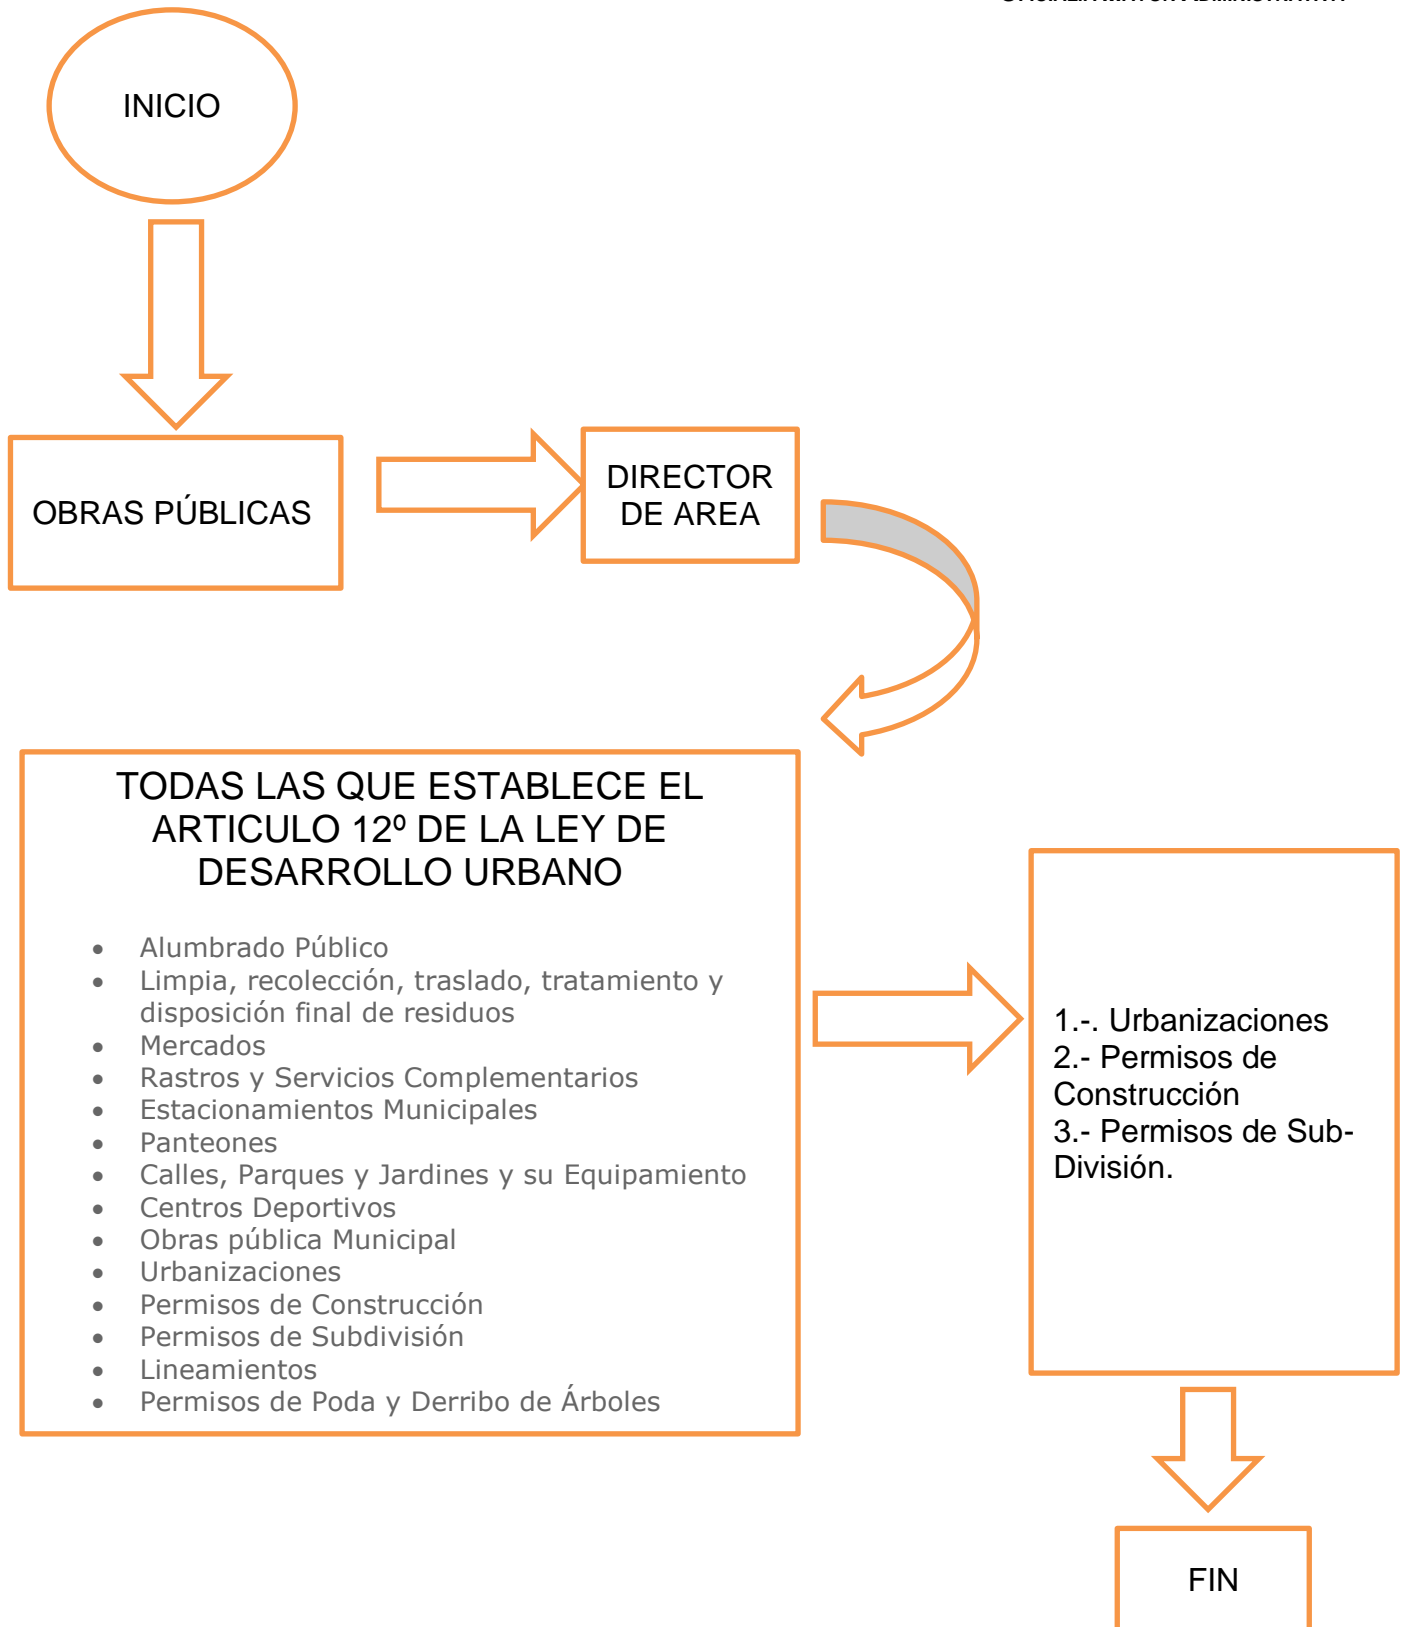 INICIO
OBRAS PÚBLICAS
DIRECTOR
DE AREA
TODAS LAS QUE ESTABLECE EL
ARTICULO 12º DE LA LEY DE
DESARROLLO URBANO
• Alumbrado Público
• Limpia, recolección, traslado, tratamiento y
disposición final de residuos
• Mercados
• Rastros y Servicios Complementarios
• Estacionamientos Municipales
• Panteones
• Calles, Parques y Jardines y su Equipamiento
• Centros Deportivos
• Obras pública Municipal
• Urbanizaciones
• Permisos de Construcción
• Permisos de Subdivisión
• Lineamientos
• Permisos de Poda y Derribo de Árboles
1.-. Urbanizaciones
2.- Permisos de
Construcción
3.- Permisos de Sub-
División.
FIN